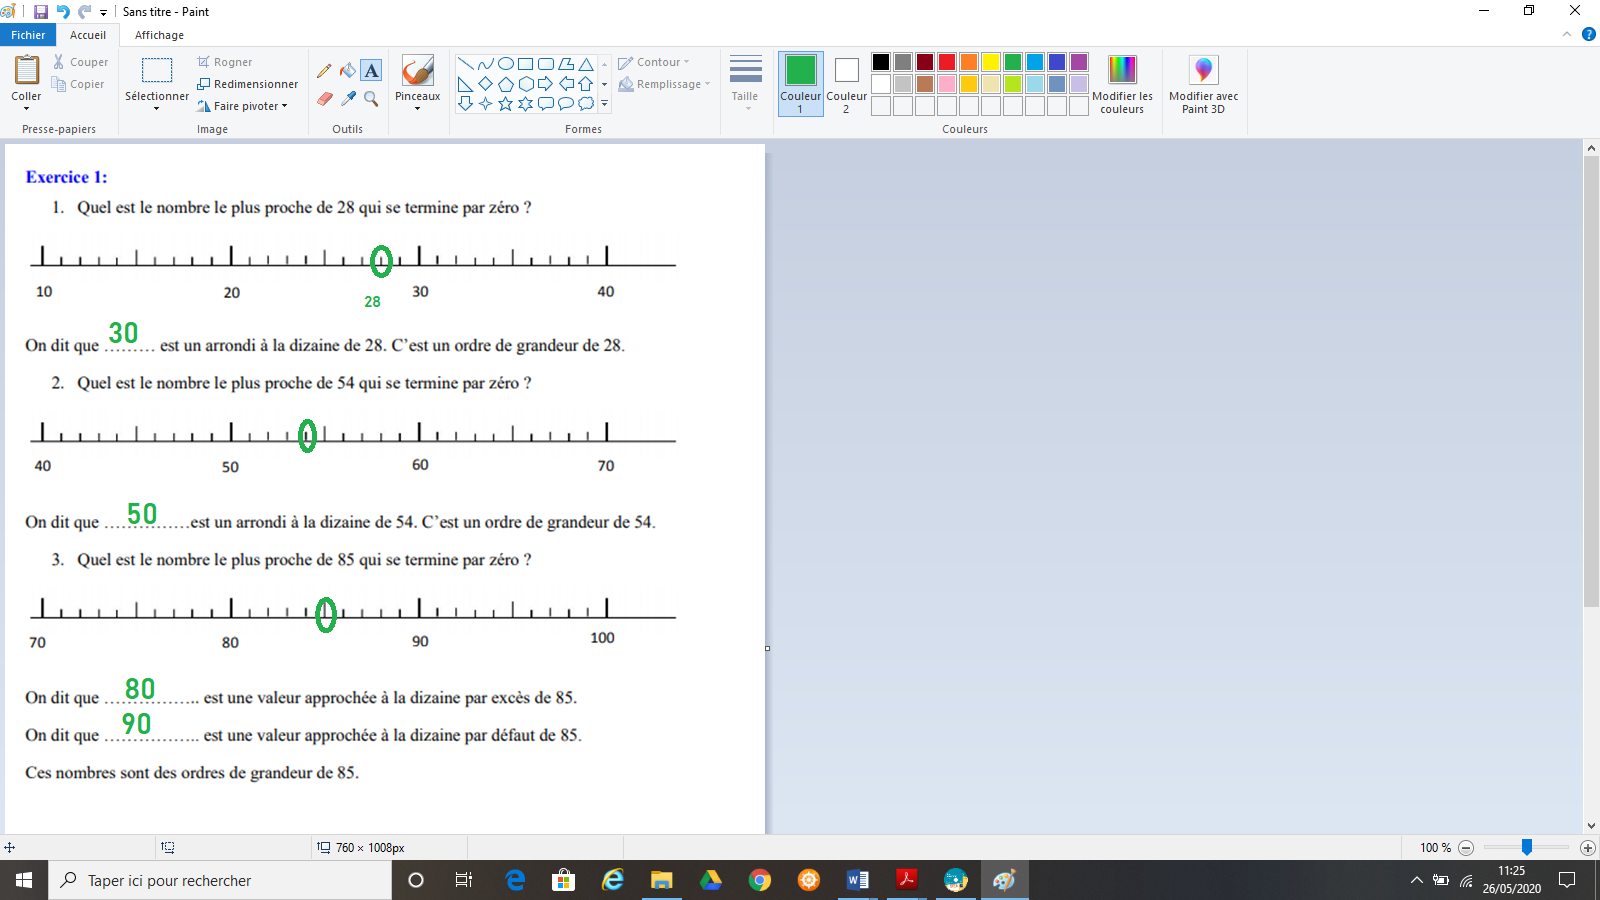 Sans titre - Paint
Fichier Accueil Affichage
Coller
Couper
Copier
Presse-papiers
Sélectionner
Rogner
Redimensionner
Faire pivoter
Image
A
Outils
Pinceaux
Formes
Contour
Remplissage
Taille
Couleur 1
Couleur 2
Modifier les couleurs
Couleurs
Modifier avec Paint 3D
Exercice 1:
1. Quel est le nombre le plus proche de 28 qui se termine par zéro ?
10 20 28 30 40
On dit que 30 ……… est un arrondi à la dizaine de 28. C’est un ordre de grandeur de 28.
2. Quel est le nombre le plus proche de 54 qui se termine par zéro ?
40 50 60 70
On dit que 50 ……………est un arrondi à la dizaine de 54. C’est un ordre de grandeur de 54.
3. Quel est le nombre le plus proche de 85 qui se termine par zéro ?
70 80 90 100
On dit que 80 …………….. est une valeur approchée à la dizaine par excès de 85.
On dit que 90 …………….. est une valeur approchée à la dizaine par défaut de 85.
Ces nombres sont des ordres de grandeur de 85.
760 × 1008px
100 %
Taper ici pour rechercher
11:25
26/05/2020